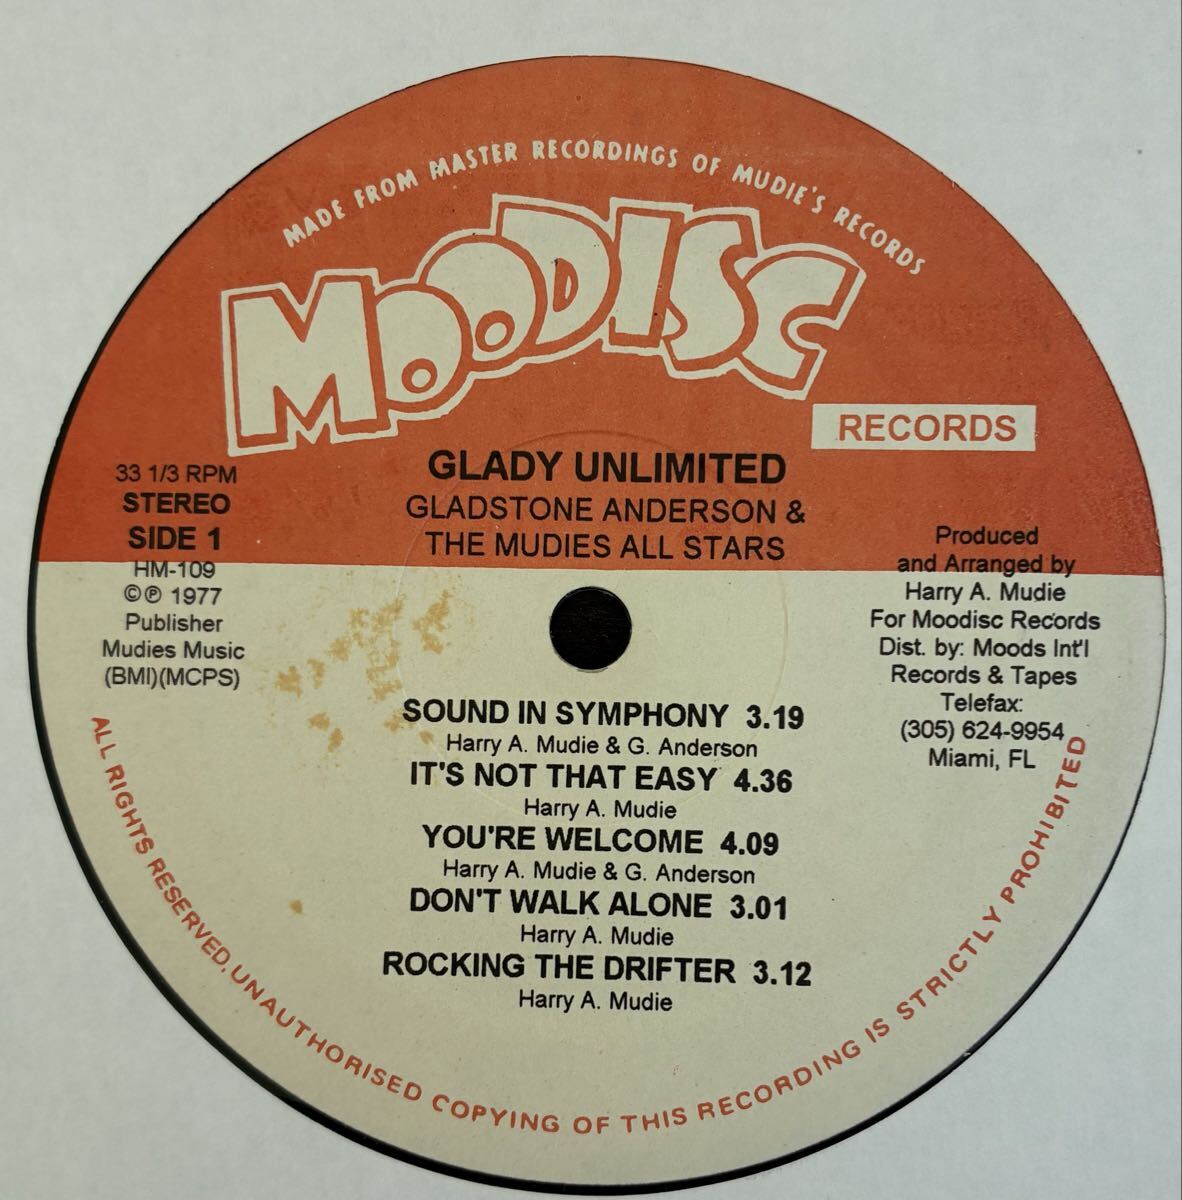 MADE FROM MASTER RECORDINGS OF MUDIE'S RECORDS
MOODISC
RECORDS
GLADY UNLIMITED
GLADSTONE ANDERSON &
THE MUDIES ALL STARS
33 1/3 RPM
STEREO
SIDE 1
HM-109
©℗ 1977
Publisher
Mudies Music
(BMI)(MCPS)
Produced
and Arranged by
Harry A. Mudie
For Moodisc Records
Dist. by: Moods Int'l
Records & Tapes
Telefax:
(305) 624-9954
Miami, FL
SOUND IN SYMPHONY 3.19
Harry A. Mudie & G. Anderson
IT'S NOT THAT EASY 4.36
Harry A. Mudie
YOU'RE WELCOME 4.09
Harry A. Mudie & G. Anderson
DON'T WALK ALONE 3.01
Harry A. Mudie
ROCKING THE DRIFTER 3.12
Harry A. Mudie
ALL RIGHTS RESERVED. UNAUTHORISED COPYING OF THIS RECORDING IS STRICTLY PROHIBITED